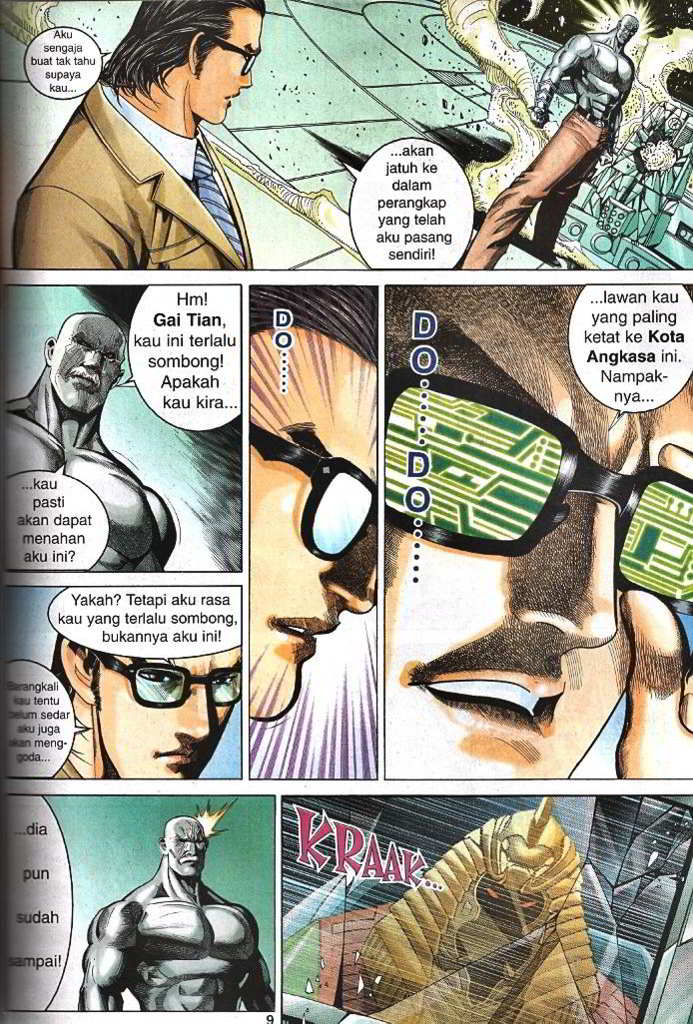 Aku
sengaja
buat tak tahu
supaya
kau...
...akan
jatuh ke
dalam
perangkap
yang telah
aku pasang
sendiri!
Hm!
Gai Tian,
kau ini terlalu
sombong!
Apakah
kau kira...
...kau
pasti
akan dapat
menahan
aku ini?
DO......
DO......DO......
...lawan kau
yang paling
ketat ke Kota
Angkasa ini.
Nampak-
nya...
Yakah? Tetapi aku rasa
kau yang terlalu sombong,
bukannya aku ini!
Barangkali
kau tentu
belum sedar
aku juga
akan meng-
goda...
...dia
pun
sudah
sampai!
KRAAK...
9